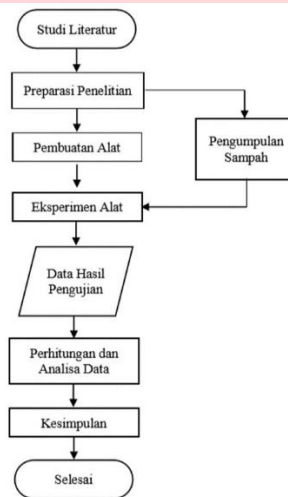 Studi Literatur
Preparasi Penelitian
Pembuatan Alat
Pengumpulan
Sampah
Eksperimen Alat
Data Hasil
Pengujian
Perhitungan dan
Analisa Data
Kesimpulan
Selesai